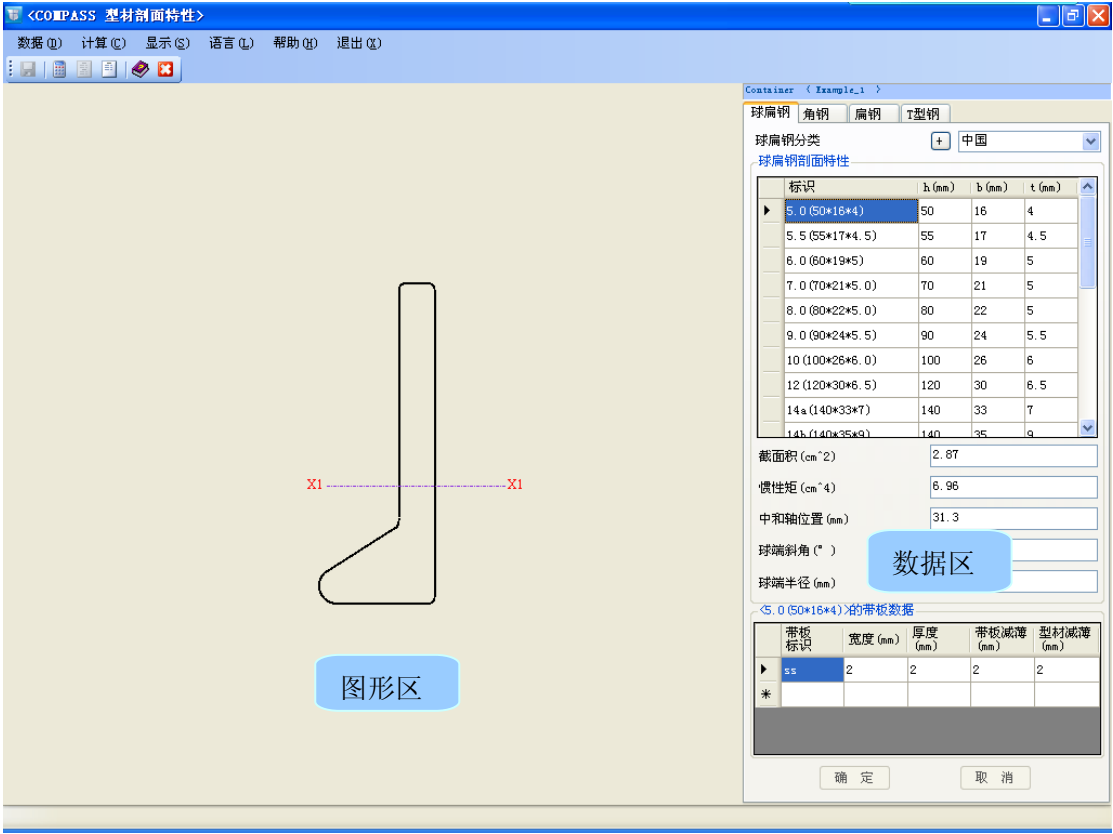 <COMPASS 型材剖面特性>
数据(D) 计算(C) 显示(S) 语言(L) 帮助(H) 退出(X)
Container ( Example_1 )
球扁钢 角钢 扁钢 T型钢
球扁钢分类 + 中国
球扁钢剖面特性
标识 h(mm) b(mm) t(mm)
5.0(50*16*4) 50 16 4
5.5(55*17*4.5) 55 17 4.5
6.0(60*19*5) 60 19 5
7.0(70*21*5.0) 70 21 5
8.0(80*22*5.0) 80 22 5
9.0(90*24*5.5) 90 24 5.5
10(100*26*6.0) 100 26 6
12(120*30*6.5) 120 30 6.5
14a(140*33*7) 140 33 7
14b(140*35*9) 140 35 9
截面积(cm^2) 2.87
惯性矩(cm^4) 6.96
中和轴位置(mm) 31.3
球端斜角(° )
球端半径(mm)
数据区
X1 X1
图形区
<5.0(50*16*4)>的带板数据
带板标识 宽度(mm) 厚度(mm) 带板减薄(mm) 型材减薄(mm)
ss 2 2 2 2
确 定 取 消